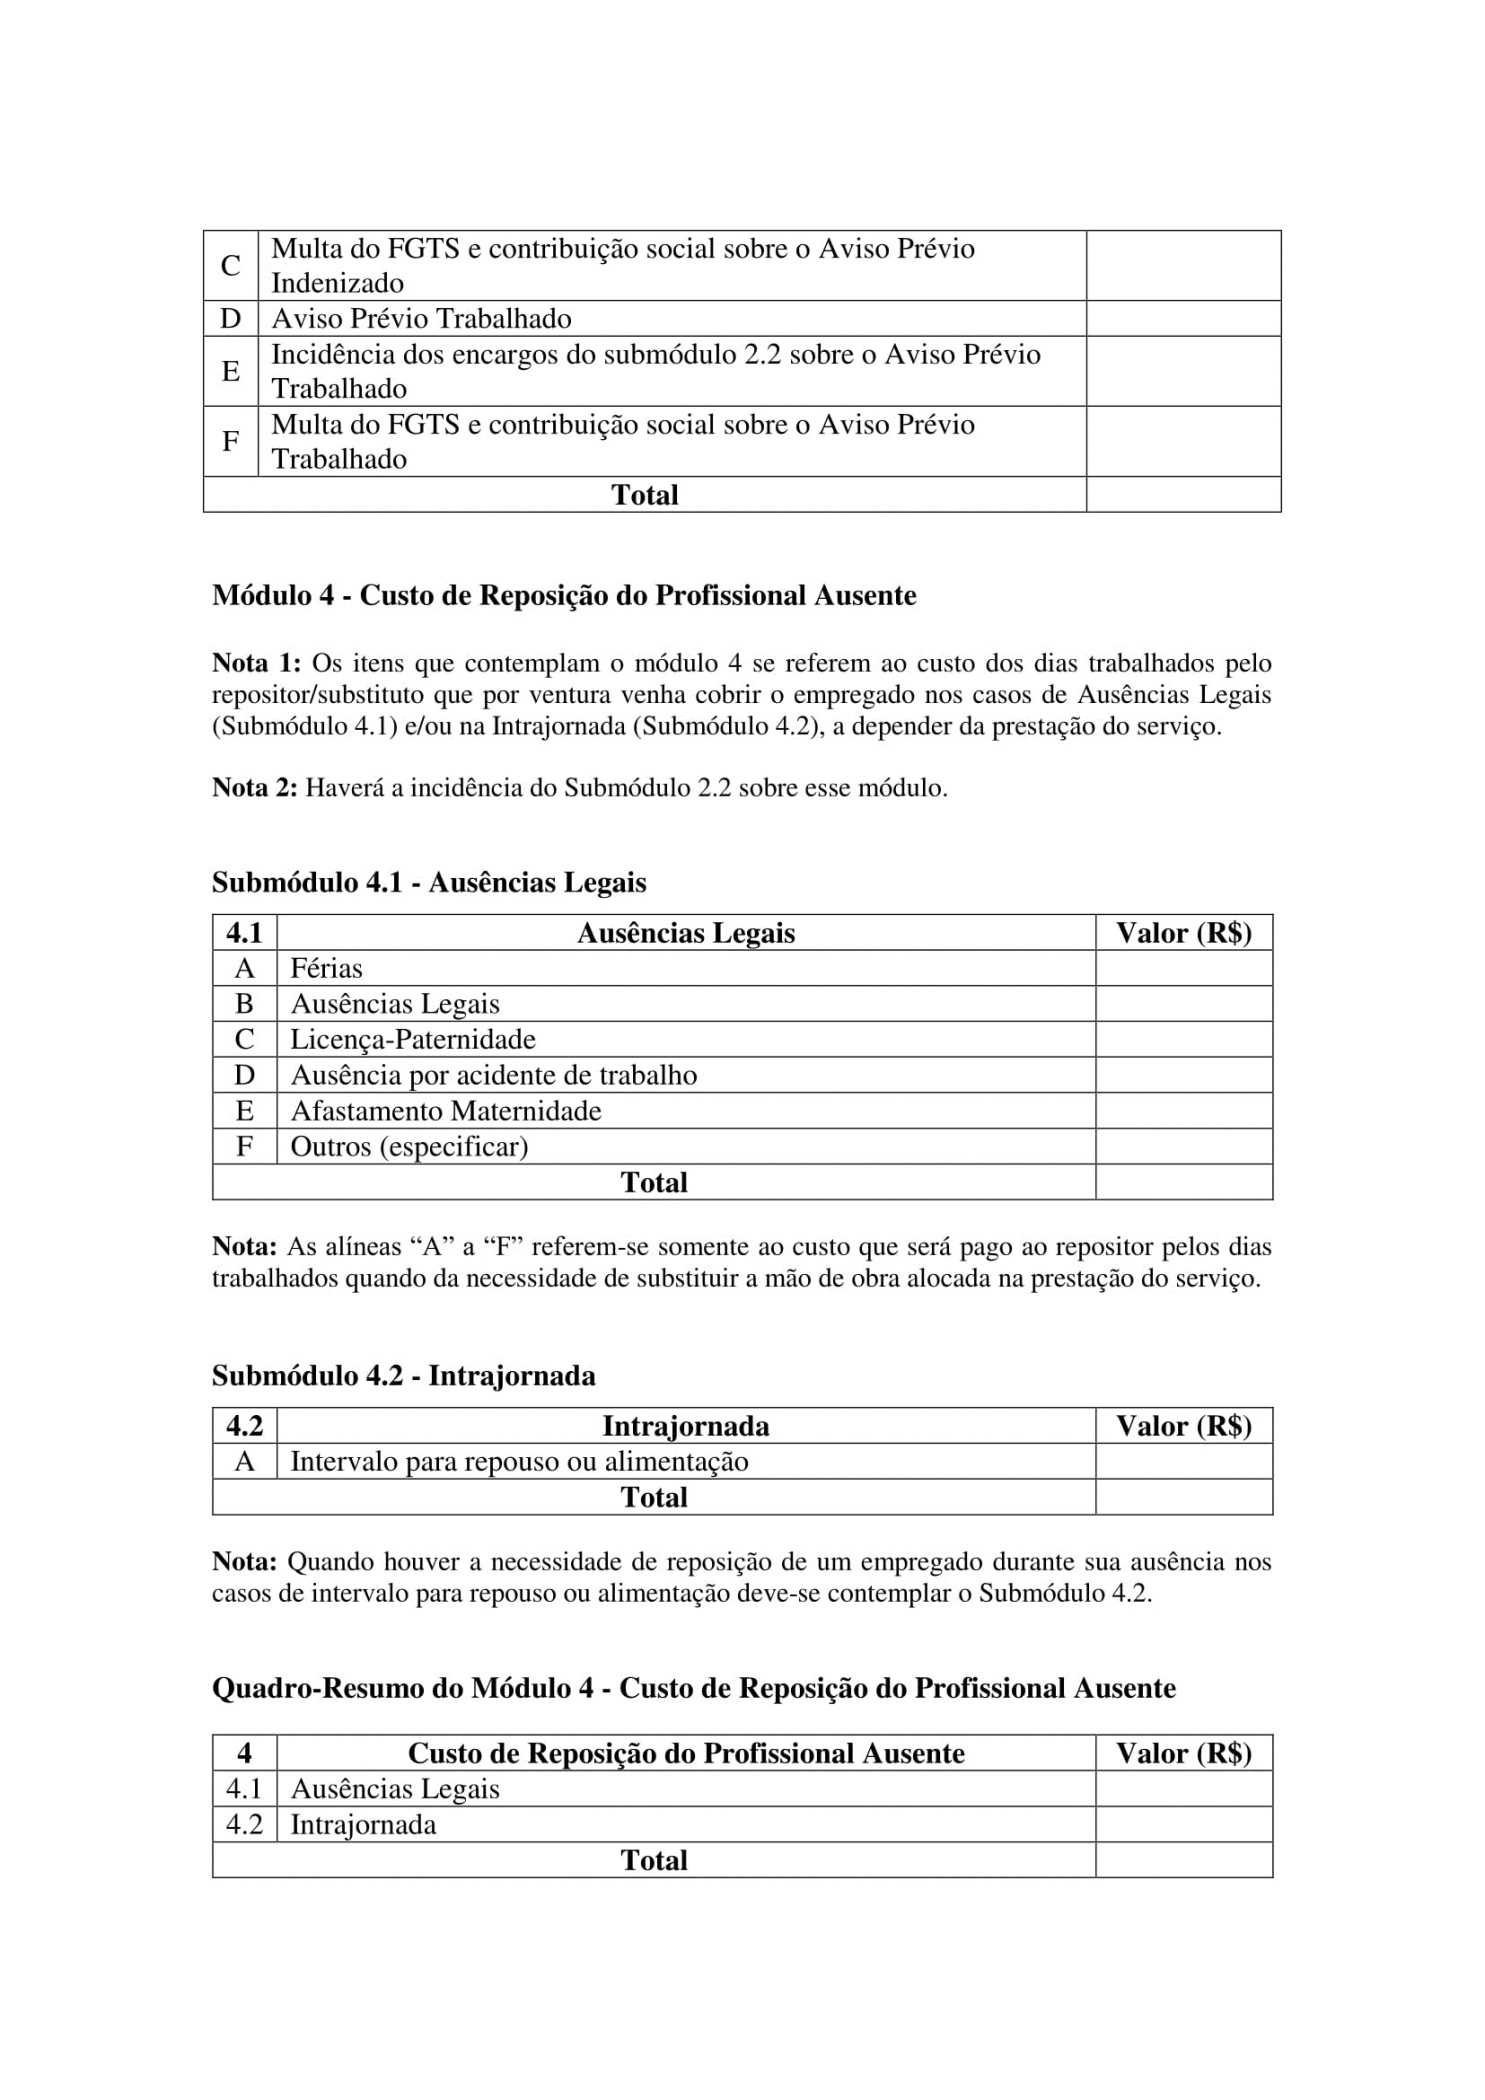 C
Multa do FGTS e contribuição social sobre o Aviso Prévio
Indenizado
D Aviso Prévio Trabalhado
E
Incidência dos encargos do submódulo 2.2 sobre o Aviso Prévio
Trabalhado
F
Multa do FGTS e contribuição social sobre o Aviso Prévio
Trabalhado
Total
Módulo 4 - Custo de Reposição do Profissional Ausente
Nota 1: Os itens que contemplam o módulo 4 se referem ao custo dos dias trabalhados pelo
repositor/substituto que por ventura venha cobrir o empregado nos casos de Ausências Legais
(Submódulo 4.1) e/ou na Intrajornada (Submódulo 4.2), a depender da prestação do serviço.
Nota 2: Haverá a incidência do Submódulo 2.2 sobre esse módulo.
Submódulo 4.1 - Ausências Legais
4.1 Ausências Legais Valor (R$)
A Férias
B Ausências Legais
C Licença-Paternidade
D Ausência por acidente de trabalho
E Afastamento Maternidade
F Outros (especificar)
Total
Nota: As alíneas “A” a “F” referem-se somente ao custo que será pago ao repositor pelos dias
trabalhados quando da necessidade de substituir a mão de obra alocada na prestação do serviço.
Submódulo 4.2 - Intrajornada
4.2 Intrajornada Valor (R$)
A Intervalo para repouso ou alimentação
Total
Nota: Quando houver a necessidade de reposição de um empregado durante sua ausência nos
casos de intervalo para repouso ou alimentação deve-se contemplar o Submódulo 4.2.
Quadro-Resumo do Módulo 4 - Custo de Reposição do Profissional Ausente
4 Custo de Reposição do Profissional Ausente Valor (R$)
4.1 Ausências Legais
4.2 Intrajornada
Total